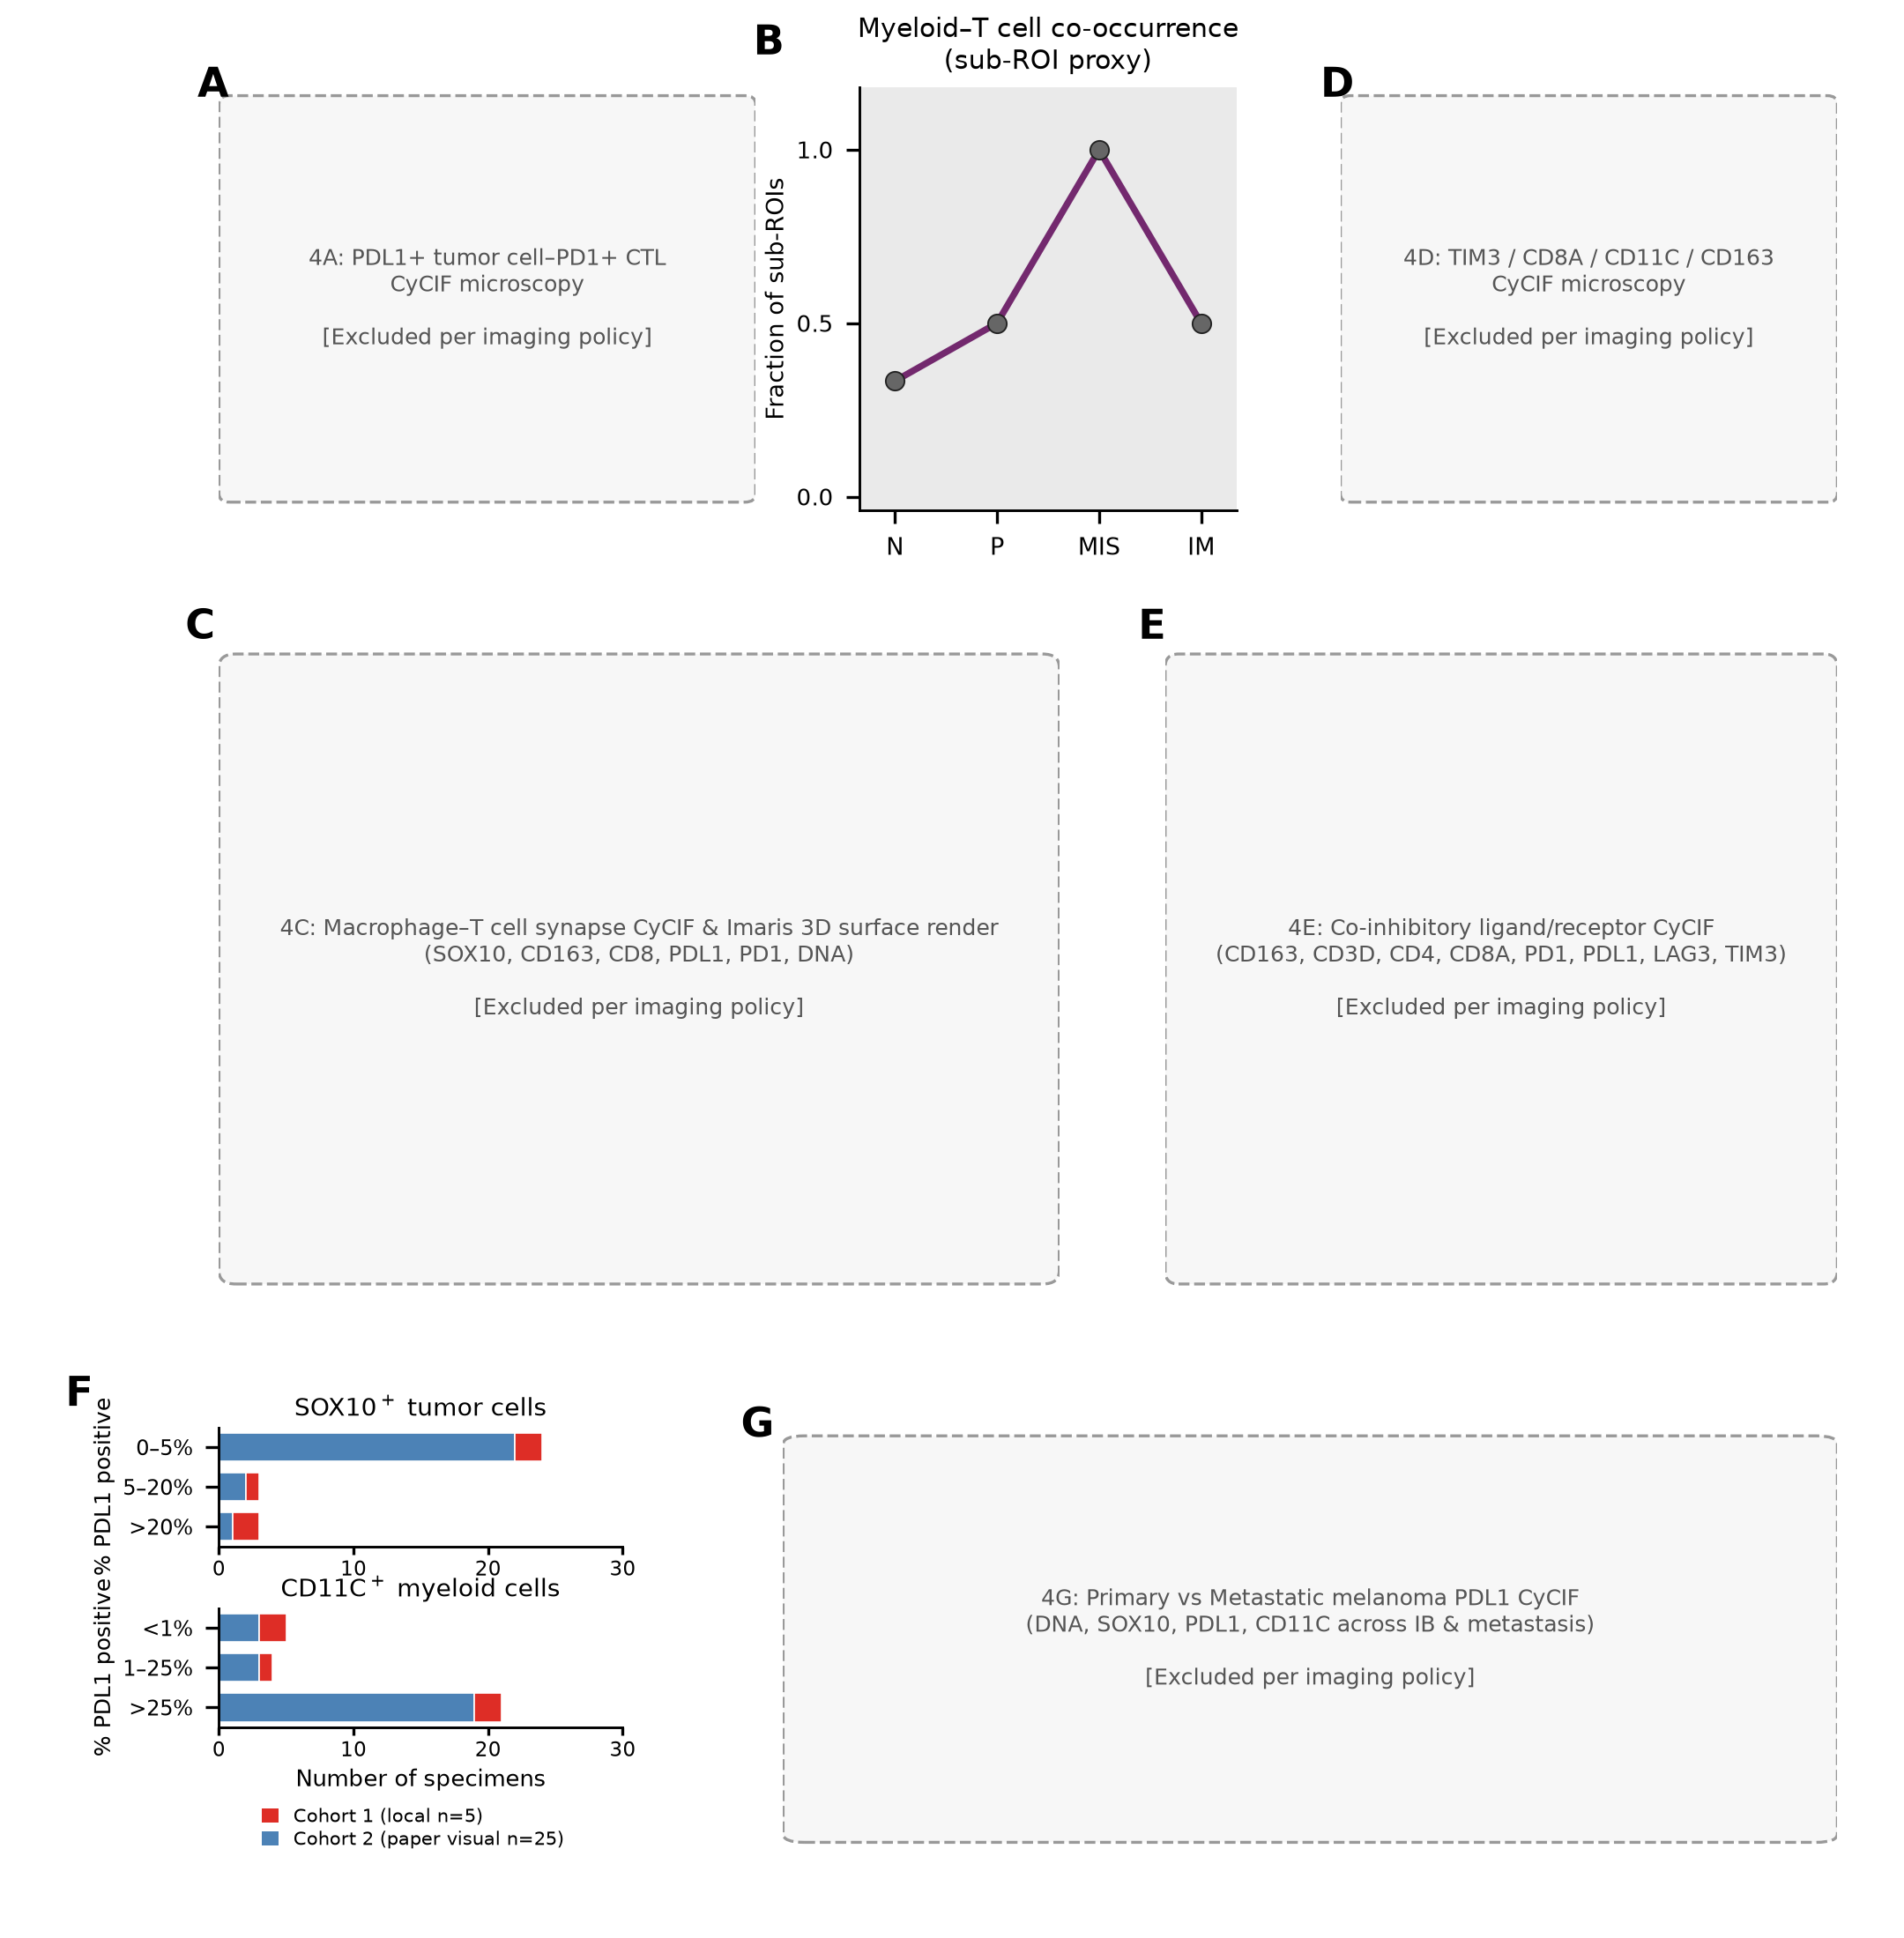 A
4A: PDL1+ tumor cell–PD1+ CTL
CyCIF microscopy
[Excluded per imaging policy]
B
Myeloid–T cell co-occurrence
(sub-ROI proxy)
Fraction of sub-ROIs
1.0
0.5
0.0
N P MIS IM
D
4D: TIM3 / CD8A / CD11C / CD163
CyCIF microscopy
[Excluded per imaging policy]
C
4C: Macrophage–T cell synapse CyCIF & Imaris 3D surface render
(SOX10, CD163, CD8, PDL1, PD1, DNA)
[Excluded per imaging policy]
E
4E: Co-inhibitory ligand/receptor CyCIF
(CD163, CD3D, CD4, CD8A, PD1, PDL1, LAG3, TIM3)
[Excluded per imaging policy]
F
SOX10⁺ tumor cells
% PDL1 positive
0–5%
5–20%
>20%
0 10 20 30
CD11C⁺ myeloid cells
% PDL1 positive
<1%
1–25%
>25%
0 10 20 30
Number of specimens
Cohort 1 (local n=5)
Cohort 2 (paper visual n=25)
G
4G: Primary vs Metastatic melanoma PDL1 CyCIF
(DNA, SOX10, PDL1, CD11C across IB & metastasis)
[Excluded per imaging policy]